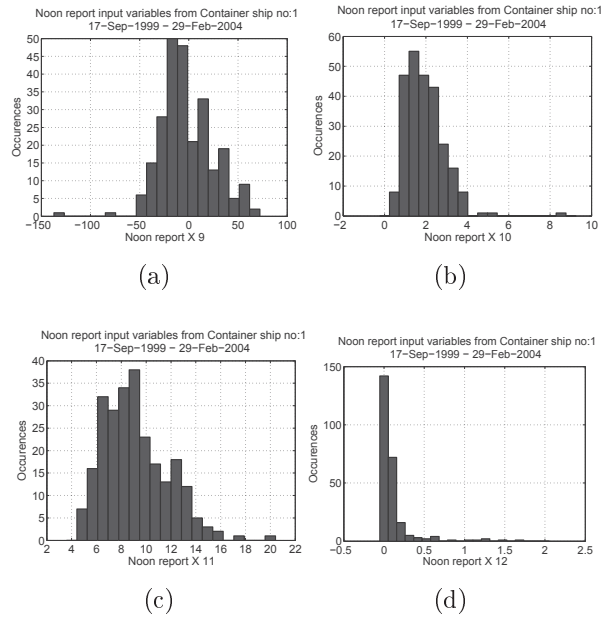 Noon report input variables from Container ship no:1
17−Sep−1999 − 29−Feb−2004
50
45
40
35
30
25
20
15
10
5
0
Occurences
−150 −100 −50 0 50 100
Noon report X 9
(a)
Noon report input variables from Container ship no:1
17−Sep−1999 − 29−Feb−2004
60
50
40
30
20
10
0
Occurences
−2 0 2 4 6 8 10
Noon report X 10
(b)
Noon report input variables from Container ship no:1
17−Sep−1999 − 29−Feb−2004
40
35
30
25
20
15
10
5
0
Occurences
2 4 6 8 10 12 14 16 18 20 22
Noon report X 11
(c)
Noon report input variables from Container ship no:1
17−Sep−1999 − 29−Feb−2004
150
100
50
0
Occurences
−0.5 0 0.5 1 1.5 2 2.5
Noon report X 12
(d)